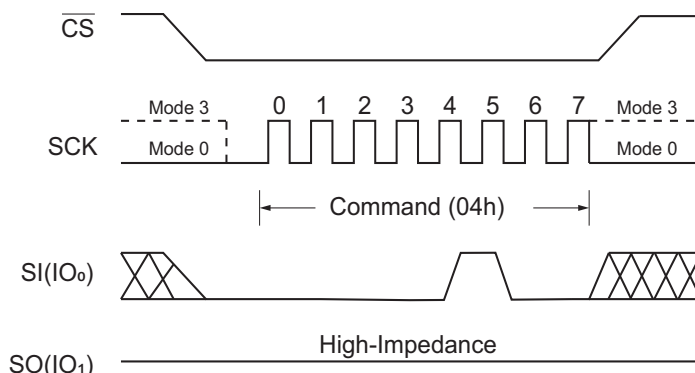 CS
Mode 3 0 1 2 3 4 5 6 7 Mode 3
SCK Mode 0 Mode 0
Command (04h)
SI(IO₀)
High-Impedance
SO(IO₁)